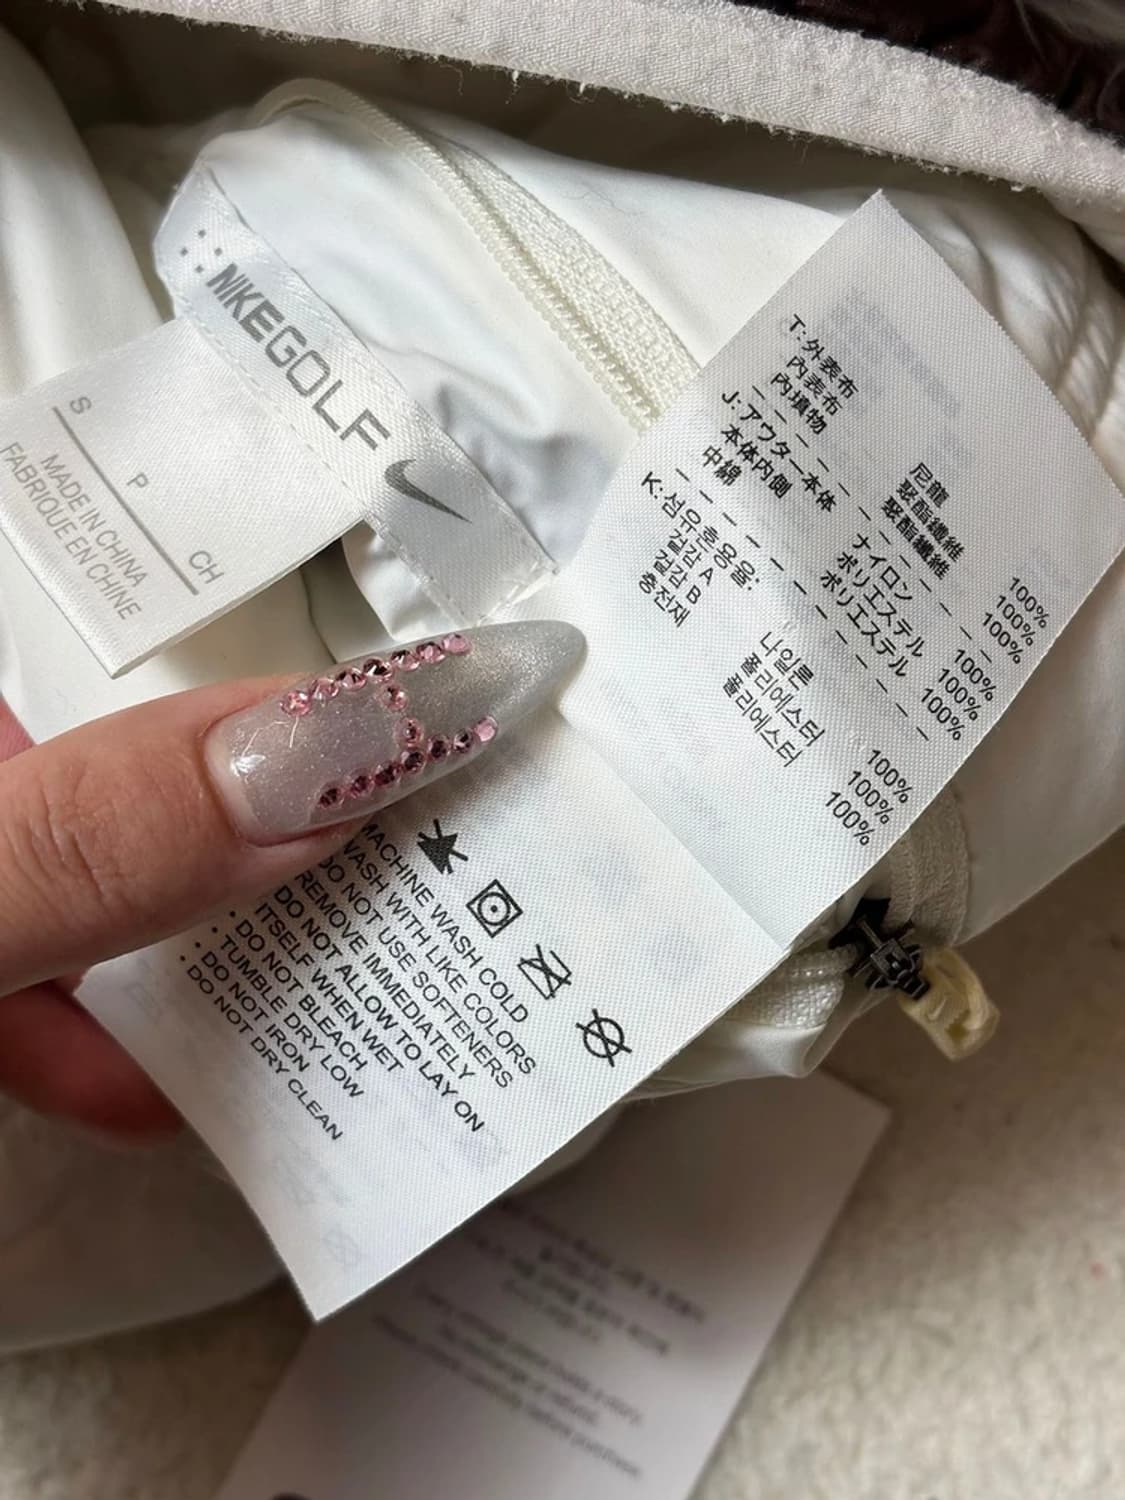 NIKEGOLF
S
P
CH
MADE IN CHINA
FABRIQUE EN CHINE
T: 外表布 尼龍 100%
內表布 聚酯纖維 100%
內填物 聚酯纖維 100%
J: アウター本体 ナイロン 100%
本体内側 ポリエステル 100%
中綿 ポリエステル 100%
K: 섬유혼용율:
겉감 A 나일론 100%
겉감 B 폴리에스터 100%
충전재 폴리에스터 100%
MACHINE WASH COLD
WASH WITH LIKE COLORS
DO NOT USE SOFTENERS
REMOVE IMMEDIATELY
DO NOT ALLOW TO LAY ON
ITSELF WHEN WET
• DO NOT BLEACH
• TUMBLE DRY LOW
• DO NOT IRON
• DO NOT DRY CLEAN